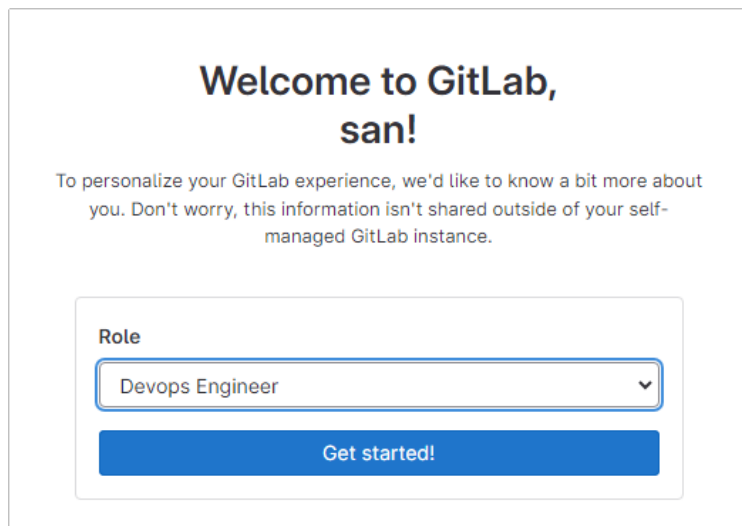 Welcome to GitLab,
san!
To personalize your GitLab experience, we'd like to know a bit more about
you. Don't worry, this information isn't shared outside of your self-
managed GitLab instance.
Role
Devops Engineer
Get started!